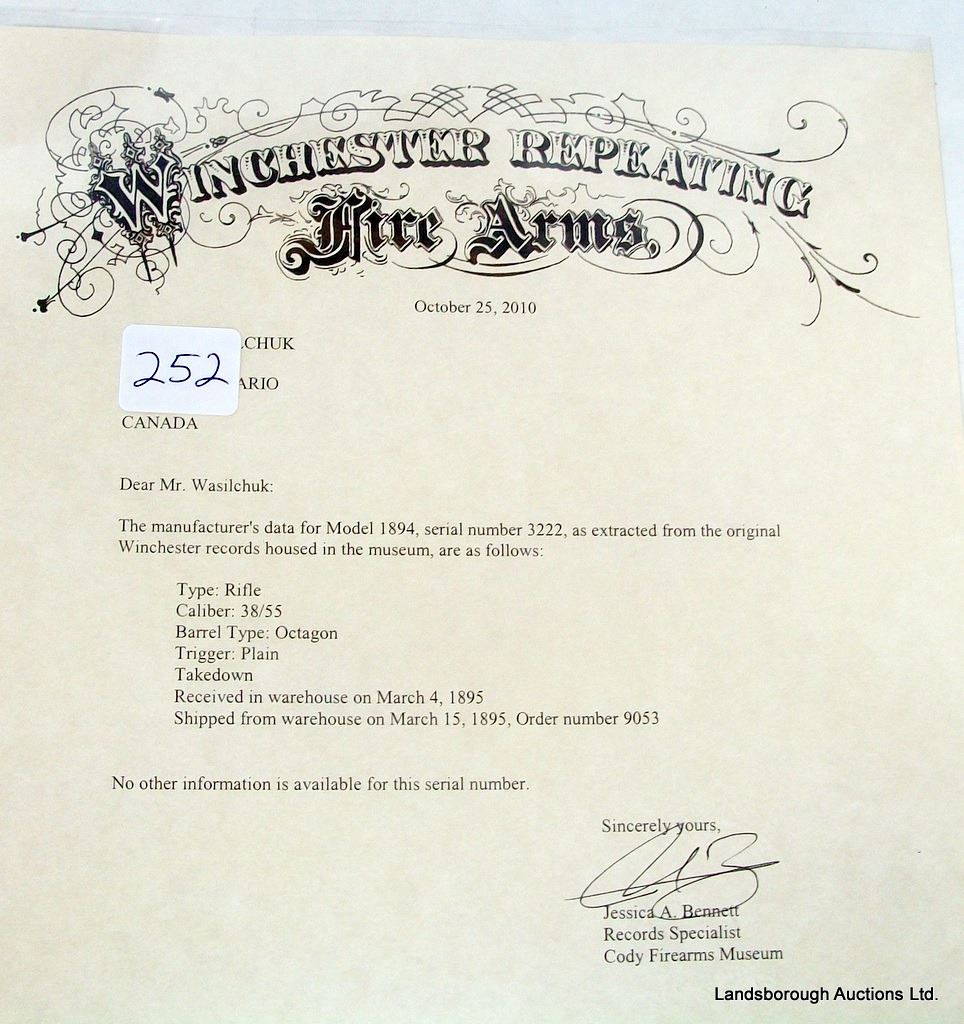 WINCHESTER REPEATING
Fire Arms,
October 25, 2010
LCHUK
252
ARIO
CANADA
Dear Mr. Wasilchuk:
The manufacturer's data for Model 1894, serial number 3222, as extracted from the original
Winchester records housed in the museum, are as follows:
Type: Rifle
Caliber: 38/55
Barrel Type: Octagon
Trigger: Plain
Takedown
Received in warehouse on March 4, 1895
Shipped from warehouse on March 15, 1895, Order number 9053
No other information is available for this serial number.
Sincerely yours,
Jessica A. Bennett
Records Specialist
Cody Firearms Museum
Landsborough Auctions Ltd.